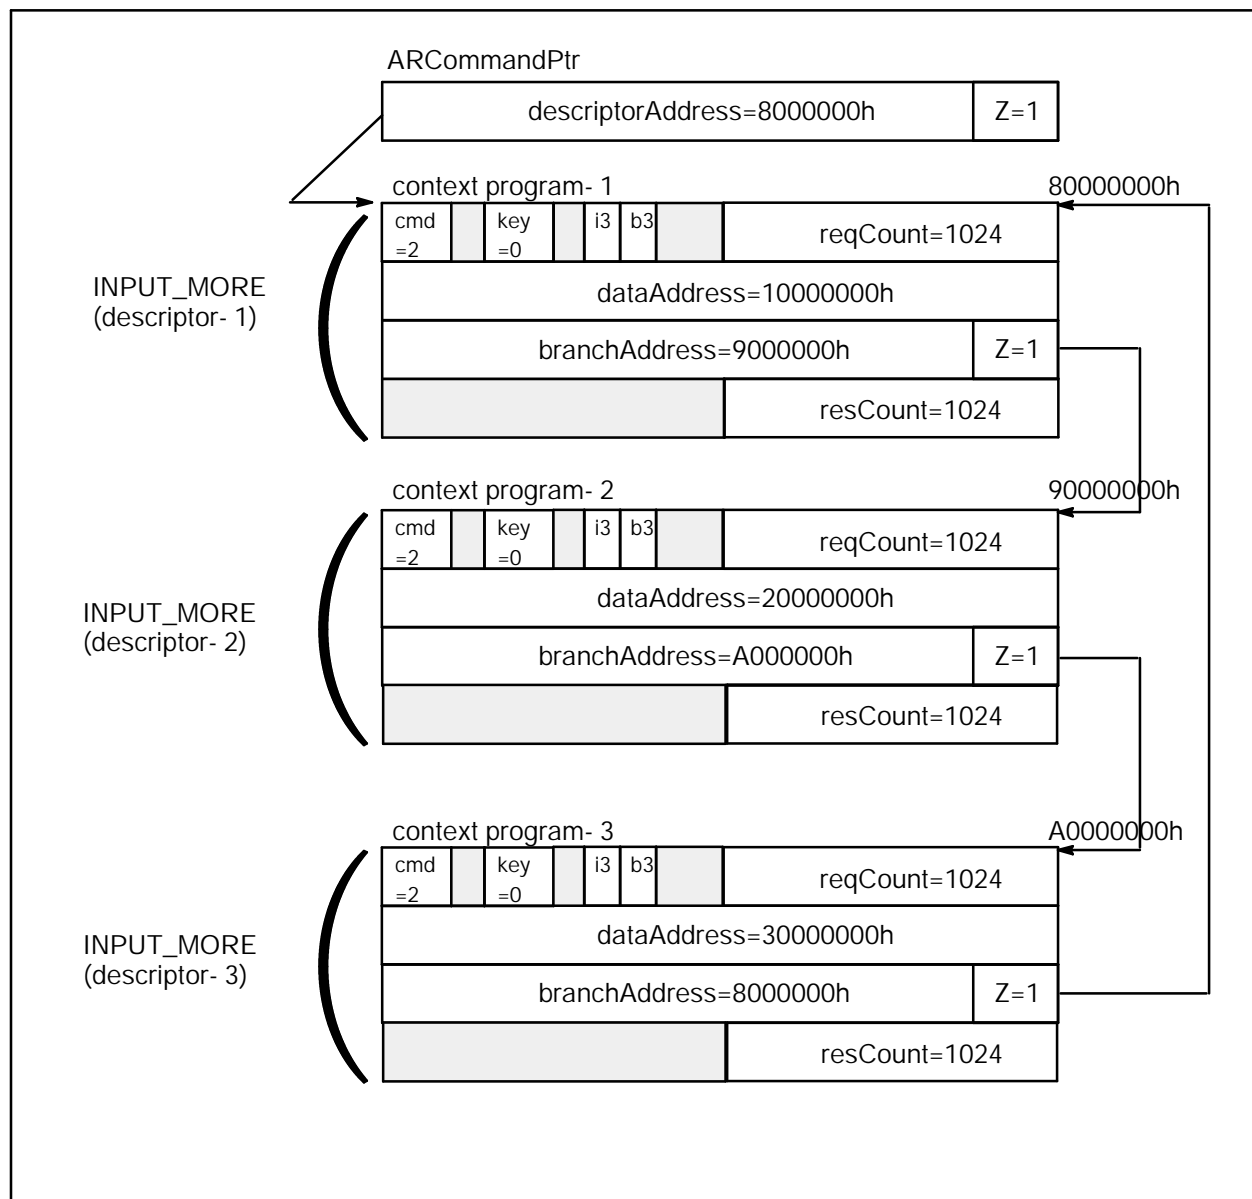 ARCommandPtr
descriptorAddress=8000000h Z=1
context program- 1 80000000h
cmd =2 key =0 i3 b3 reqCount=1024
INPUT_MORE
(descriptor- 1)
dataAddress=10000000h
branchAddress=9000000h Z=1
resCount=1024
context program- 2 90000000h
cmd =2 key =0 i3 b3 reqCount=1024
INPUT_MORE
(descriptor- 2)
dataAddress=20000000h
branchAddress=A000000h Z=1
resCount=1024
context program- 3 A0000000h
cmd =2 key =0 i3 b3 reqCount=1024
INPUT_MORE
(descriptor- 3)
dataAddress=30000000h
branchAddress=8000000h Z=1
resCount=1024